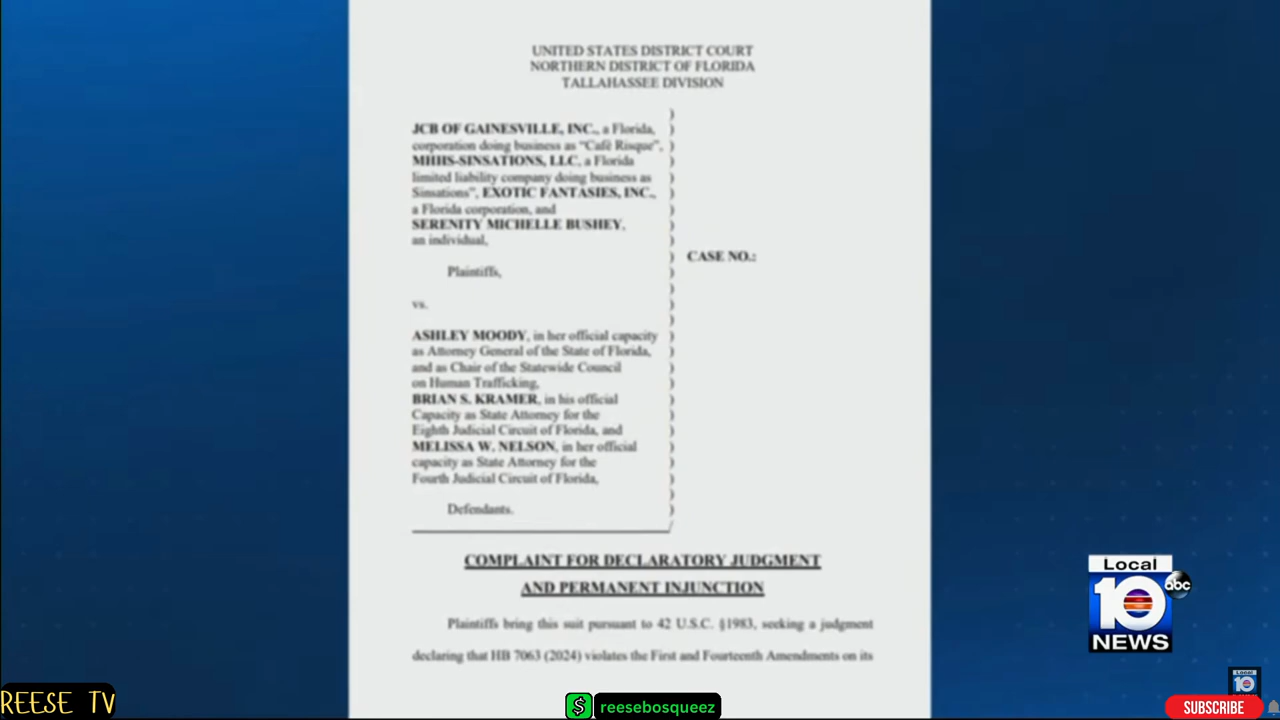 UNITED STATES DISTRICT COURT
NORTHERN DISTRICT OF FLORIDA
TALLAHASSEE DIVISION
JCB OF GAINESVILLE, INC., a Florida,
corporation doing business as “Café Risque”,
MHHS-SINSATIONS, LLC, a Florida
limited liability company doing business as
Sinsations”, EXOTIC FANTASIES, INC.,
a Florida corporation, and
SERENITY MICHELLE BUSHEY,
an individual,
Plaintiffs,
vs.
ASHLEY MOODY, in her official capacity
as Attorney General of the State of Florida,
and as Chair of the Statewide Council
on Human Trafficking,
BRIAN S. KRAMER, in his official
Capacity as State Attorney for the
Eighth Judicial Circuit of Florida, and
MELISSA W. NELSON, in her official
capacity as State Attorney for the
Fourth Judicial Circuit of Florida,
Defendants.
CASE NO.:
COMPLAINT FOR DECLARATORY JUDGMENT
AND PERMANENT INJUNCTION
Plaintiffs bring this suit pursuant to 42 U.S.C. §1983, seeking a judgment
declaring that HB 7063 (2024) violates the First and Fourteenth Amendments on its
Local
10 abc
NEWS
REESE TV
$ reesebosqueez
Local
10
SUBSCRIBE